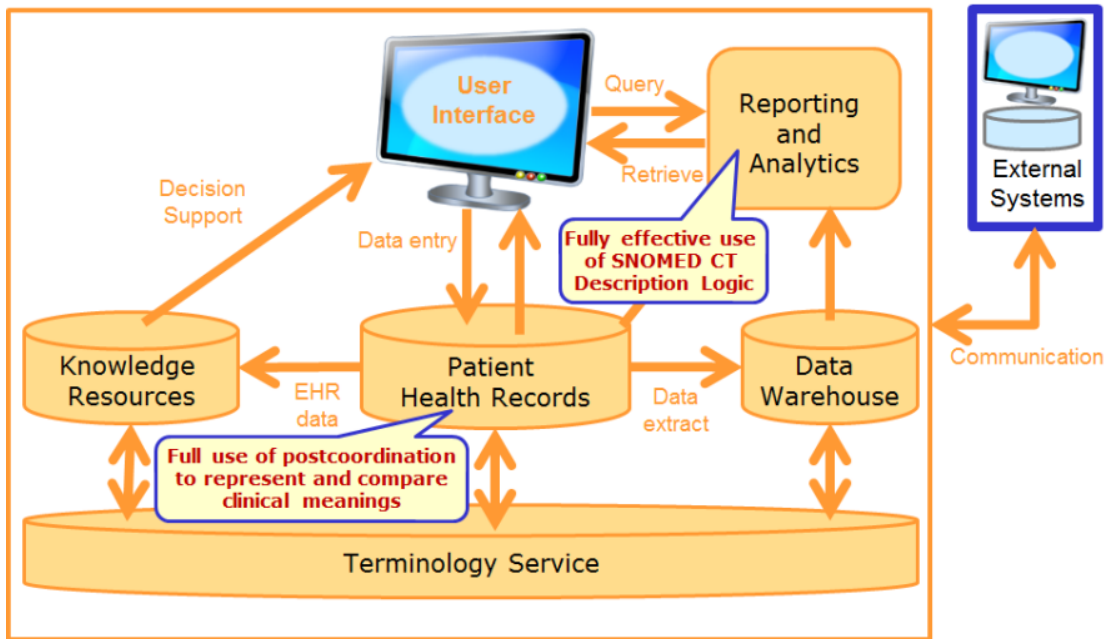 User
Interface
Query
Retrieve
Reporting
and
Analytics
External
Systems
Decision
Support
Data entry
Fully effective use
of SNOMED CT
Description Logic
Communication
Knowledge
Resources
EHR
data
Patient
Health Records
Data
extract
Data
Warehouse
Full use of postcoordination
to represent and compare
clinical meanings
Terminology Service